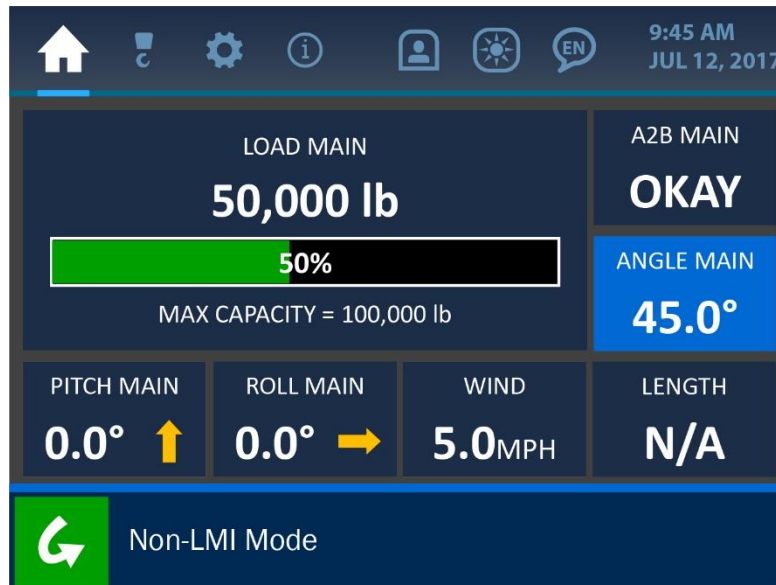 EN
9:45 AM
JUL 12, 2017
LOAD MAIN
50,000 lb
50%
MAX CAPACITY = 100,000 lb
A2B MAIN
OKAY
ANGLE MAIN
45.0°
PITCH MAIN
0.0°
ROLL MAIN
0.0°
WIND
5.0MPH
LENGTH
N/A
Non-LMI Mode